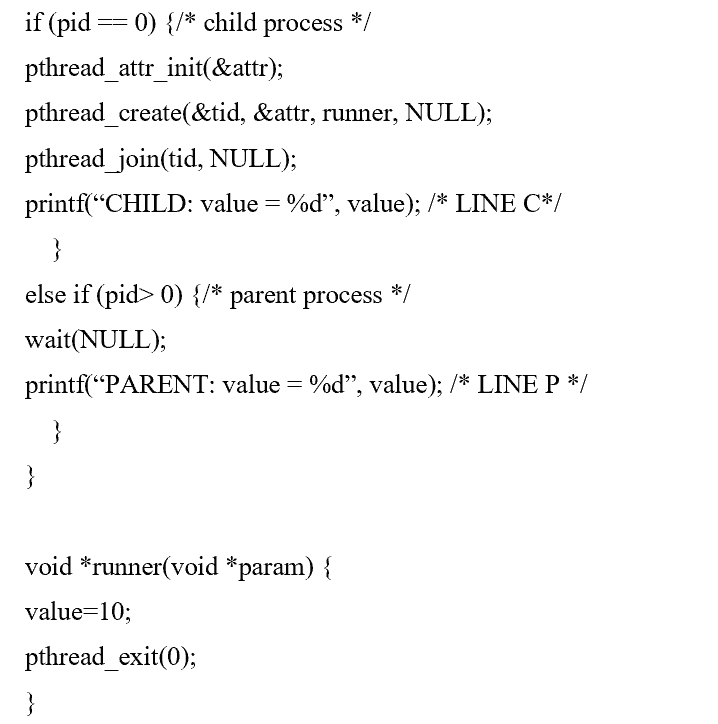 if (pid == 0) {/* child process */
pthread_attr_init(&attr);
pthread_create(&tid, &attr, runner, NULL);
pthread_join(tid, NULL);
printf(“CHILD: value = %d”, value); /* LINE C*/
}
else if (pid> 0) {/* parent process */
wait(NULL);
printf(“PARENT: value = %d”, value); /* LINE P */
}
}
void *runner(void *param) {
value=10;
pthread_exit(0);
}